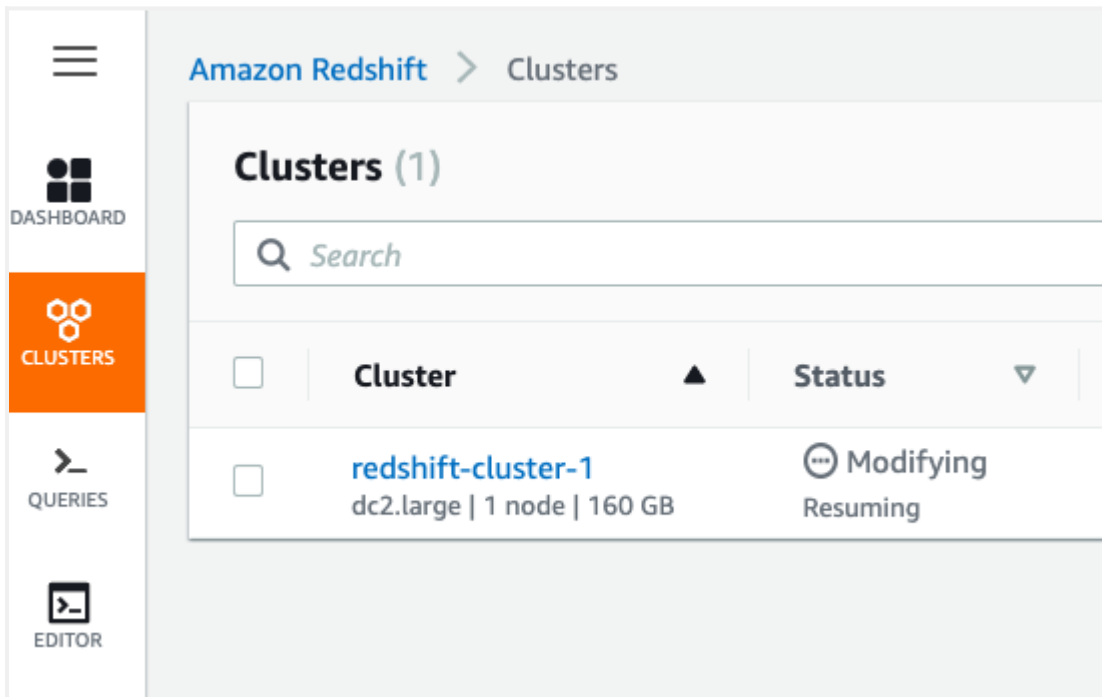 Amazon Redshift > Clusters
Clusters (1)
Search
DASHBOARD
CLUSTERS
QUERIES
EDITOR
Cluster Status
redshift-cluster-1 Modifying
dc2.large | 1 node | 160 GB Resuming